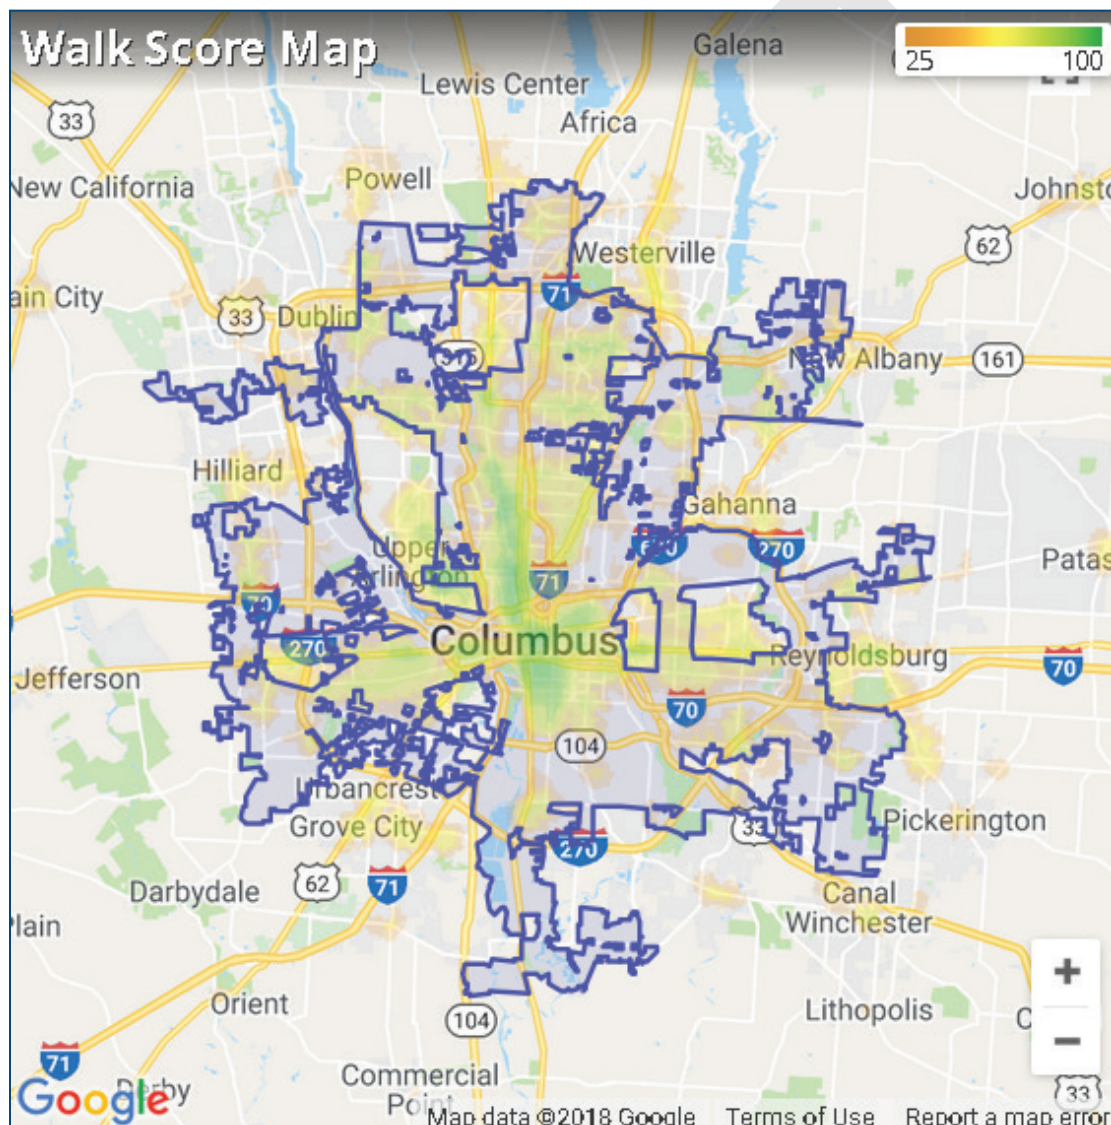 Walk Score Map
25 100
Galena
Lewis Center
Africa
33
Powell
New California
Johnsto
62
Westerville
ain City
71
33
Dublin
315
New Albany
161
Hilliard
Gahanna
Upper
Arlington
670
270
Patas
71
70
Columbus
270
Reynoldsburg
70
Jefferson
70
104
Urbancrest
Grove City
33
Pickerington
270
62
71
Darbydale
Canal
Winchester
Plain
+
Orient
Lithopolis
C
104
−
71
Commercial
Point
Derby
33
Google
Map data ©2018 Google Terms of Use Report a map error